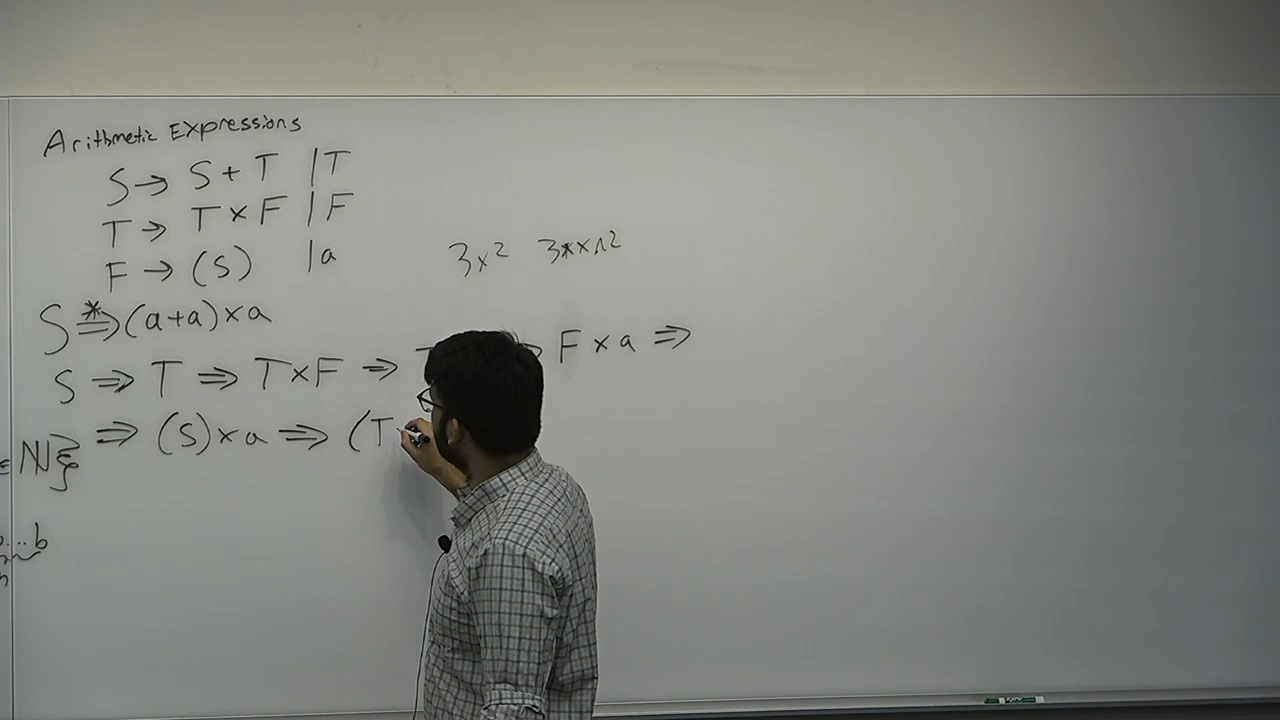 Arithmetic Expressions
S → S + T | T
T → T × F | F
F → (S) | a
3x² 3**x^2
S ⇒* (a+a)×a
S ⇒ T ⇒ T×F ⇒ ⇒ F × a ⇒
⇒ (S)×a ⇒ (T
∈ ℕ}
...b